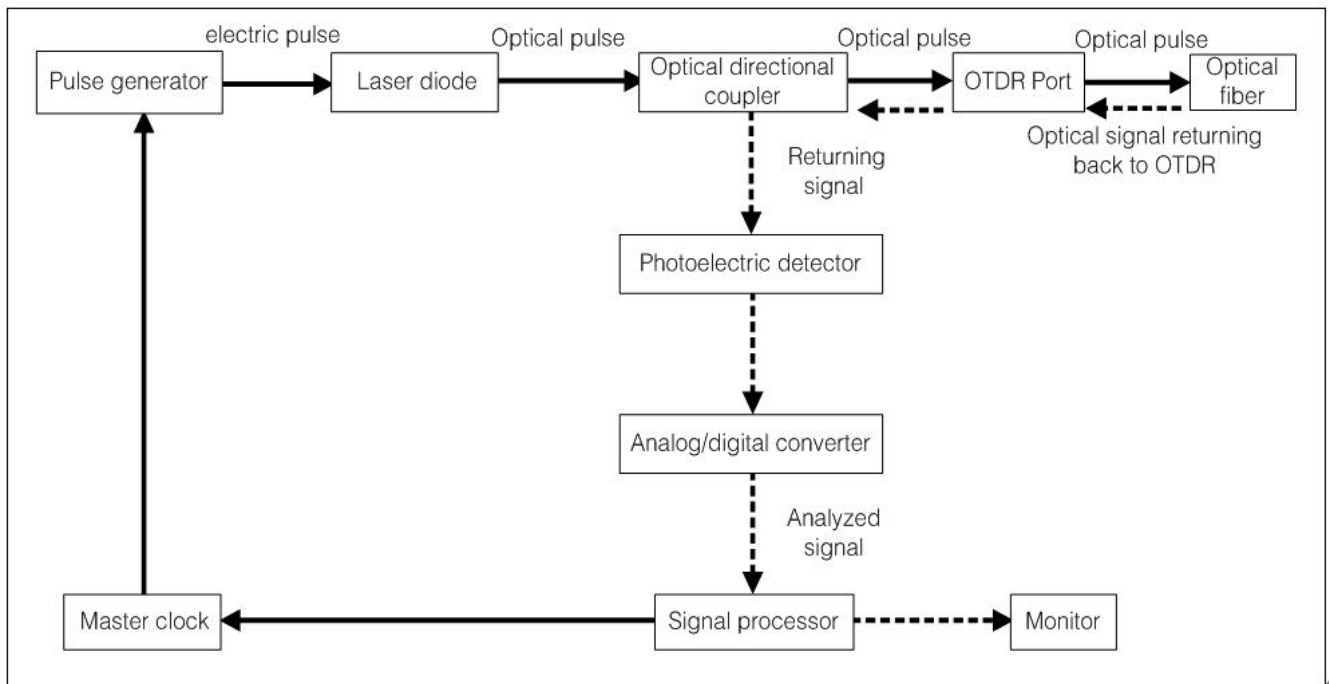 electric pulse
Optical pulse
Optical pulse
Optical pulse
Pulse generator
Laser diode
Optical directional
coupler
OTDR Port
Optical
fiber
Returning
signal
Optical signal returning
back to OTDR
Photoelectric detector
Analog/digital converter
Analyzed
signal
Master clock
Signal processor
Monitor